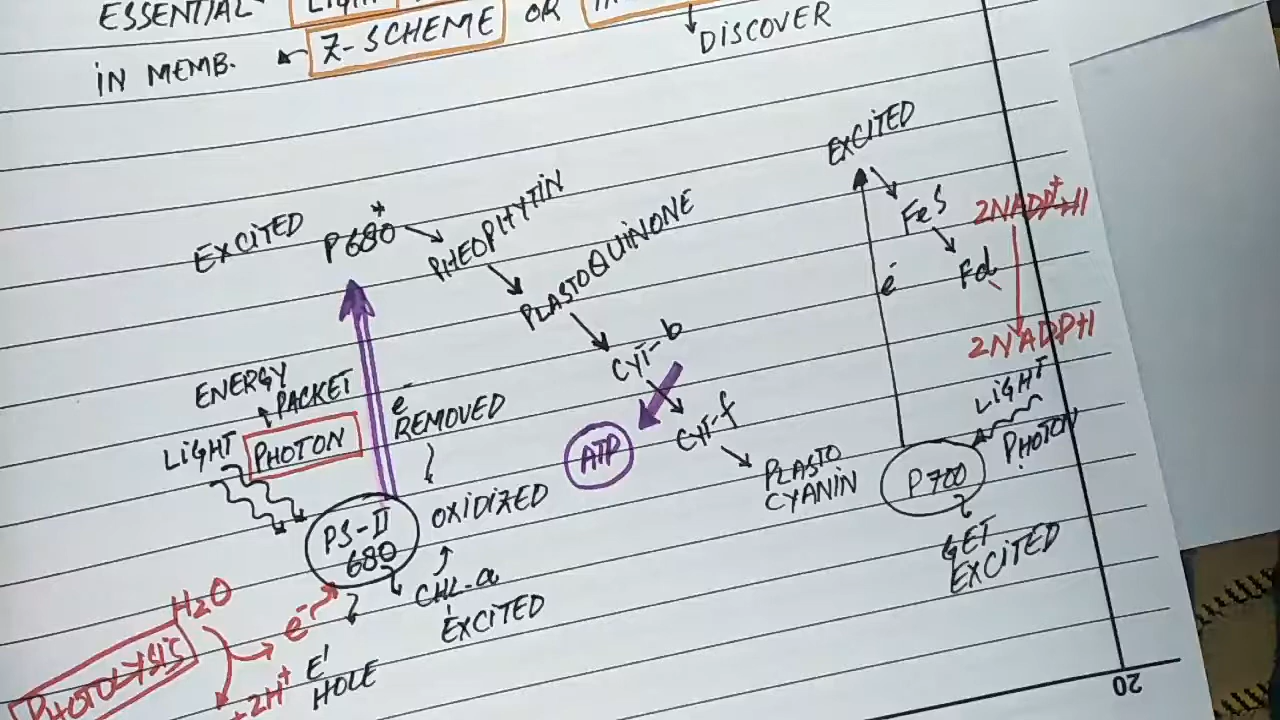 ESSENTIAL
IN MEMB. Z-SCHEME OR
DISCOVER
EXCITED P680*
PHEOPHYTIN
PLASTOQUINONE
CYT-b
CYT-f
PLASTO
CYANIN
ATP
ENERGY
PACKET
LIGHT PHOTON
e-
REMOVED
PS-II
680
OXIDIZED
CHL-a
EXCITED
H2O
e-
PHOTOLYSIS
+2H+
E'
HOLE
EXCITED
FeS
Fd
e-
2NADP+H
2NADPH
LIGHT
PHOTON
P700
GET
EXCITED
20